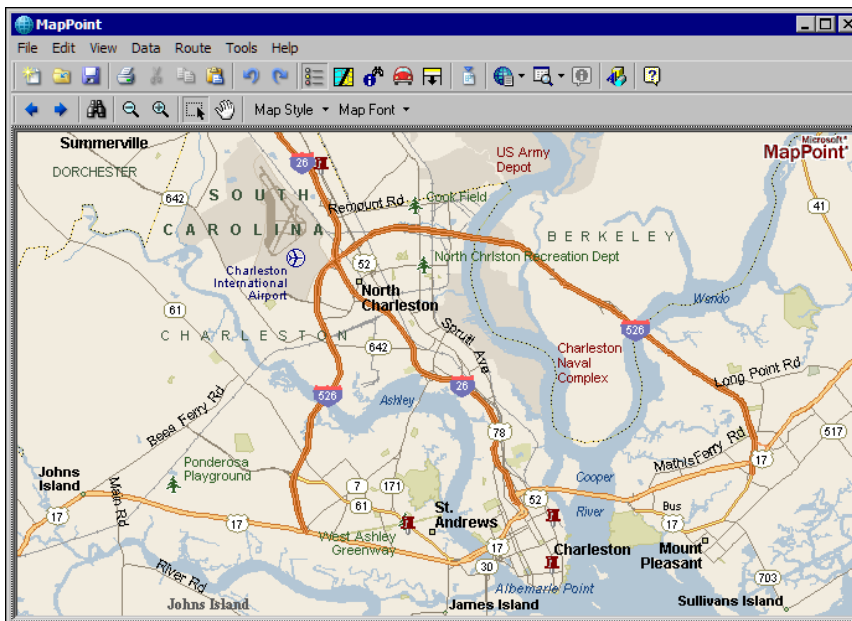 MapPoint
File Edit View Data Route Tools Help
Map Style Map Font
Summerville
DORCHESTER
642
26
US Army
Depot
Microsoft®
MapPoint®
41
SOUTH
CAROLINA
Remount Rd
Cook Field
BERKELEY
Charleston
International
Airport
52
North Chrlston Recreation Dept
North
Charleston
Wando
61
CHARLESTON
642
Spruill Ave
526
Charleston
Naval
Complex
Long Point Rd
526
Ashley
26
Bees Ferry Rd
78
MathisFerry Rd
517
17
Johns
Island
Main Rd
Ponderosa
Playground
7
171
61
Cooper
River
52
Bus
17
17
17
West Ashley
Greenway
St.
Andrews
17
30
Charleston
Mount
Pleasant
River Rd
Albemarle Point
703
Johns Island
James Island
Sullivans Island